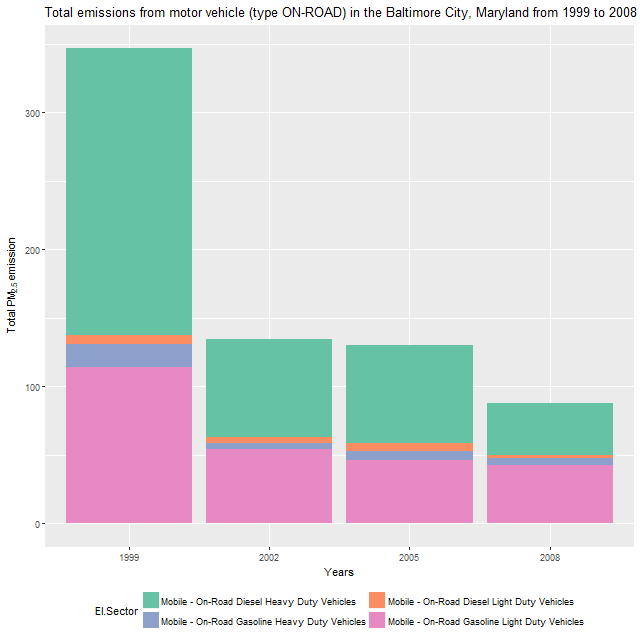 Total emissions from motor vehicle (type ON-ROAD) in the Baltimore City, Maryland from 1999 to 2008
300
200
100
0
Total PM2.5 emission
1999 2002 2005 2008
Years
EI.Sector
Mobile - On-Road Diesel Heavy Duty Vehicles Mobile - On-Road Diesel Light Duty Vehicles
Mobile - On-Road Gasoline Heavy Duty Vehicles Mobile - On-Road Gasoline Light Duty Vehicles